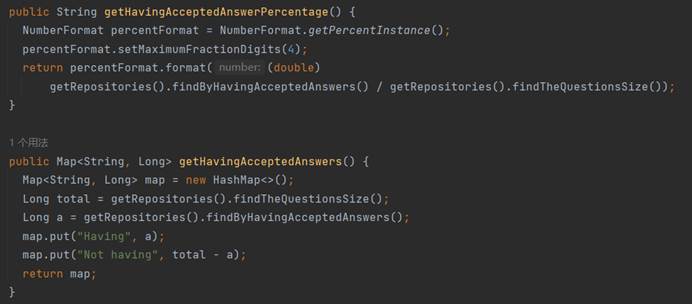 public String getHavingAcceptedAnswerPercentage() {
NumberFormat percentFormat = NumberFormat.getPercentInstance();
percentFormat.setMaximumFractionDigits(4);
return percentFormat.format( number: (double)
getRepositories().findByHavingAcceptedAnswers() / getRepositories().findTheQuestionsSize());
}
1 个用法
public Map<String, Long> getHavingAcceptedAnswers() {
Map<String, Long> map = new HashMap<>();
Long total = getRepositories().findTheQuestionsSize();
Long a = getRepositories().findByHavingAcceptedAnswers();
map.put("Having", a);
map.put("Not having", total - a);
return map;
}